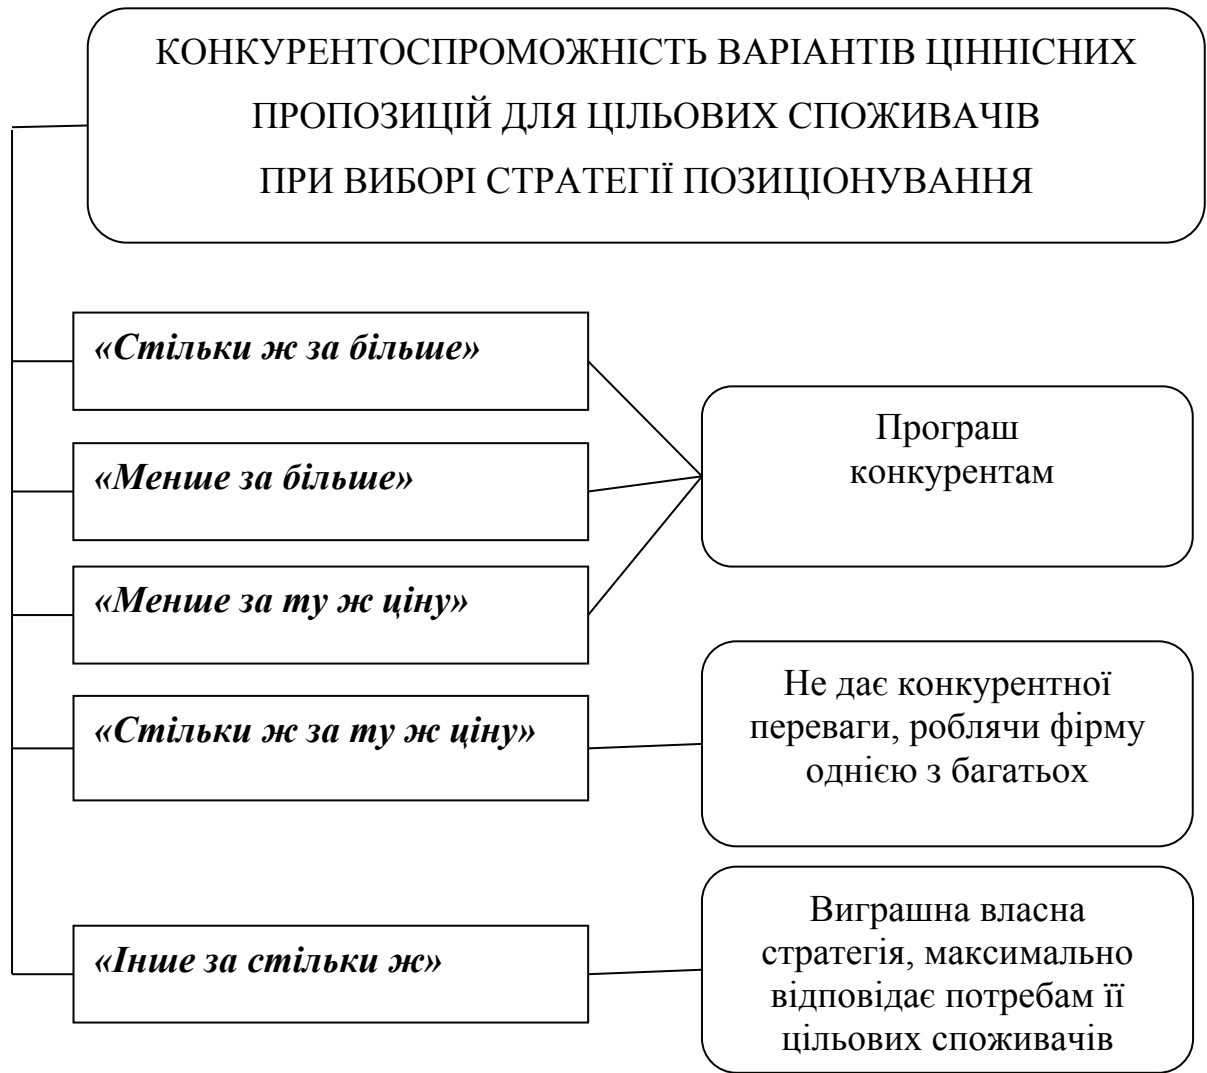 КОНКУРЕНТОСПРОМОЖНІСТЬ ВАРІАНТІВ ЦІННІСНИХ
ПРОПОЗИЦІЙ ДЛЯ ЦІЛЬОВИХ СПОЖИВАЧІВ
ПРИ ВИБОРІ СТРАТЕГІЇ ПОЗИЦІОНУВАННЯ
«Стільки ж за більше»
«Менше за більше»
«Менше за ту ж ціну»
Програш
конкурентам
«Стільки ж за ту ж ціну»
Не дає конкурентної
переваги, роблячи фірму
однією з багатьох
«Інше за стільки ж»
Виграшна власна
стратегія, максимально
відповідає потребам її
цільових споживачів